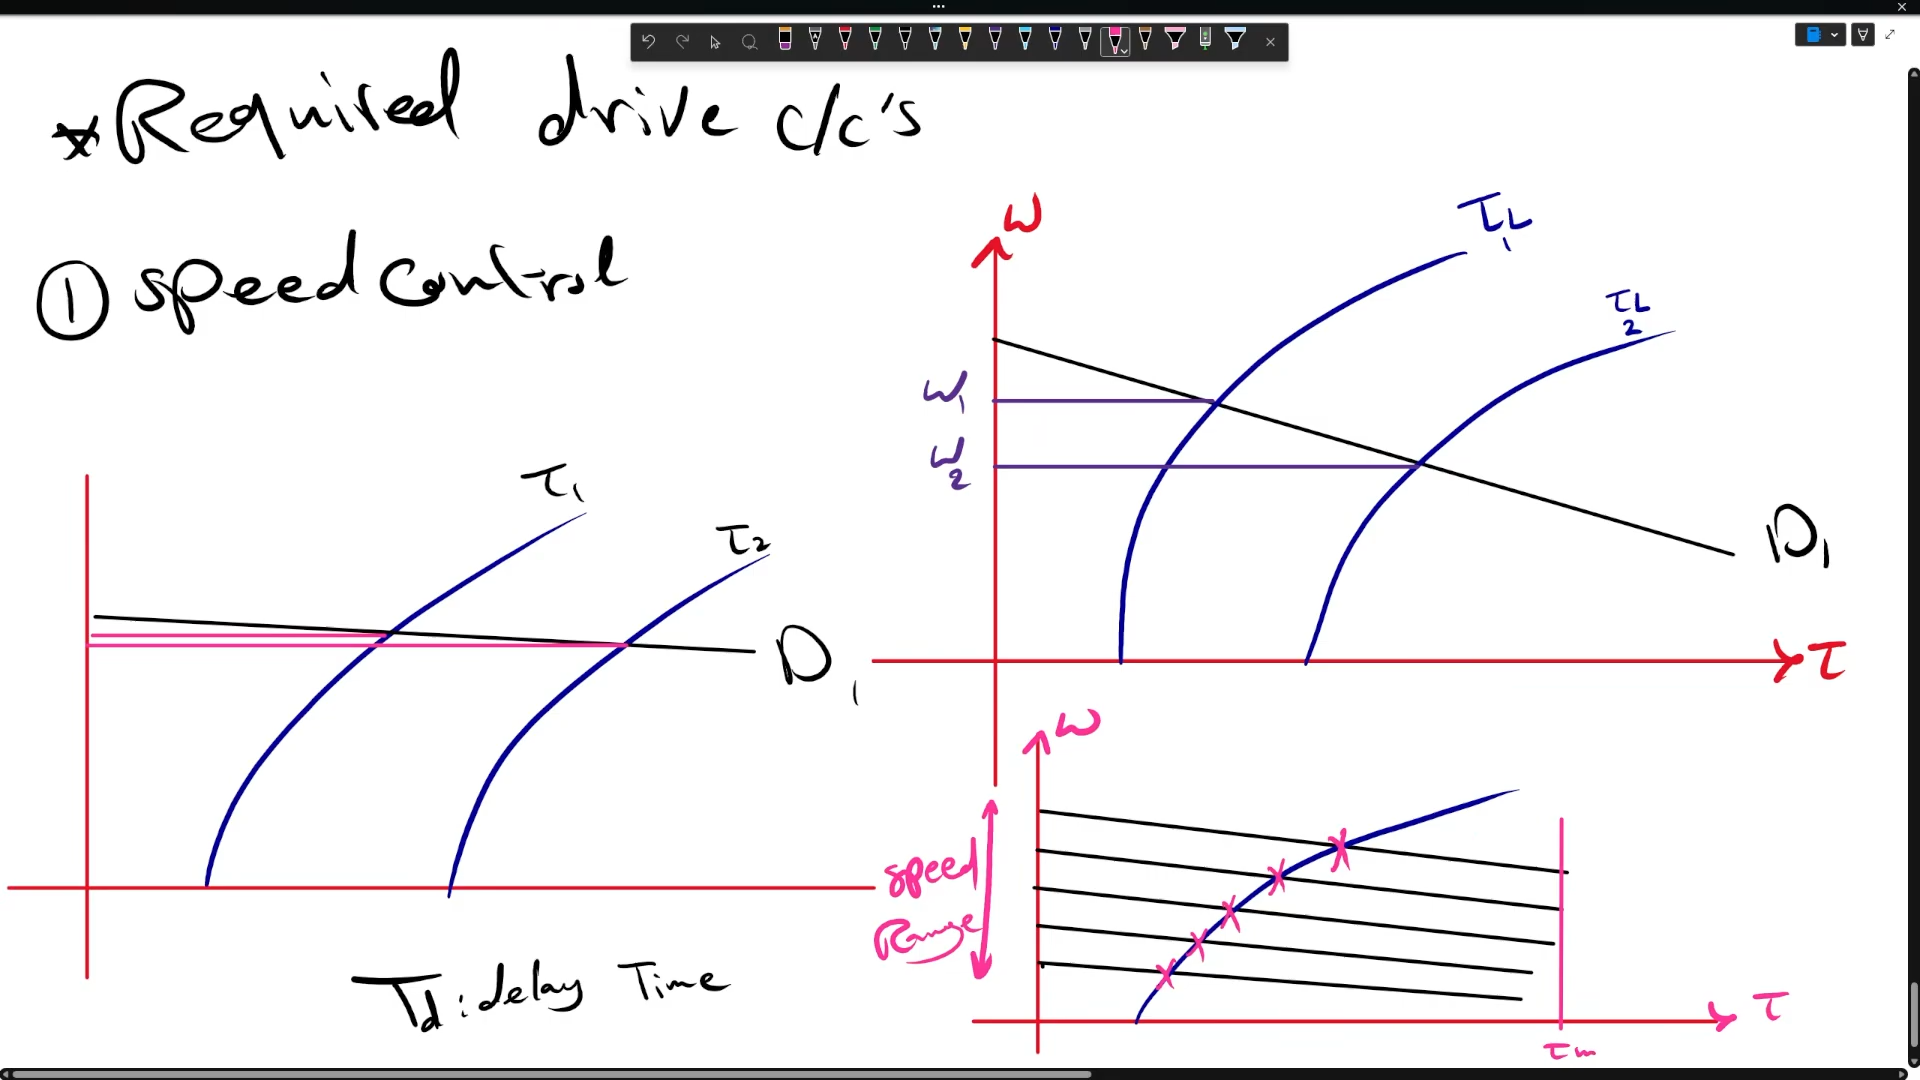 * Required drive c/c's
① speed control
ω
τL1
τL2
ω1
ω2
D1
τ
τ1
τ2
D1
Td: delay Time
ω
speed
Range
τ
τm